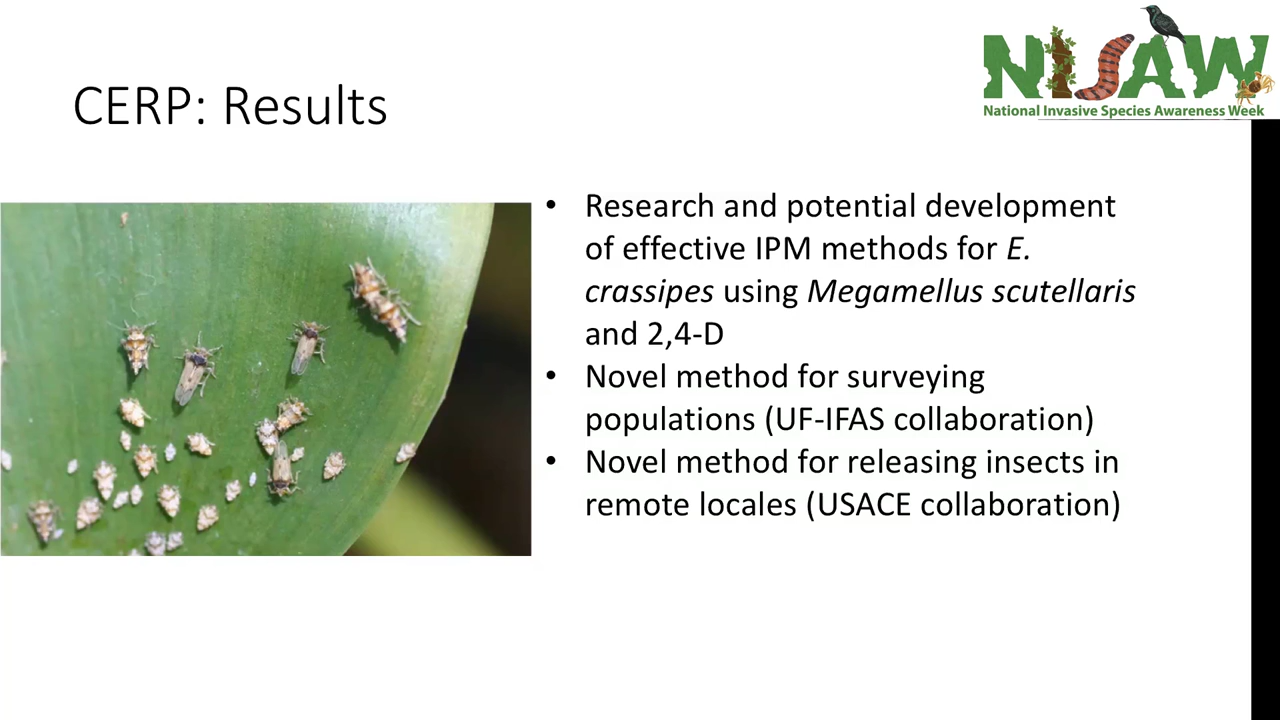 NISAW
National Invasive Species Awareness Week
CERP: Results
• Research and potential development
of effective IPM methods for E.
crassipes using Megamellus scutellaris
and 2,4-D
• Novel method for surveying
populations (UF-IFAS collaboration)
• Novel method for releasing insects in
remote locales (USACE collaboration)